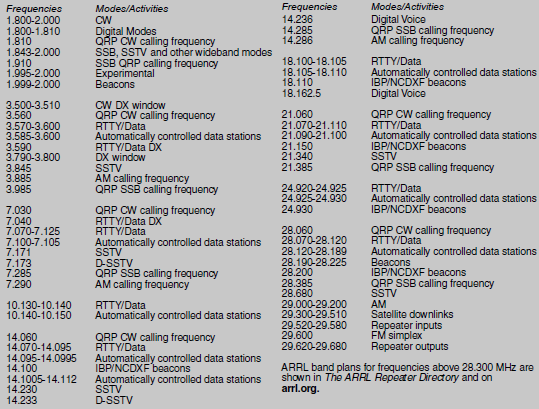 Frequencies Modes/Activities
1.800-2.000 CW
1.800-1.810 Digital Modes
1.810 QRP CW calling frequency
1.843-2.000 SSB, SSTV and other wideband modes
1.910 SSB QRP calling frequency
1.995-2.000 Experimental
1.999-2.000 Beacons
3.500-3.510 CW DX window
3.560 QRP CW calling frequency
3.570-3.600 RTTY/Data
3.585-3.600 Automatically controlled data stations
3.590 RTTY/Data DX
3.790-3.800 DX window
3.845 SSTV
3.885 AM calling frequency
3.985 QRP SSB calling frequency
7.030 QRP CW calling frequency
7.040 RTTY/Data DX
7.070-7.125 RTTY/Data
7.100-7.105 Automatically controlled data stations
7.171 SSTV
7.173 D-SSTV
7.285 QRP SSB calling frequency
7.290 AM calling frequency
10.130-10.140 RTTY/Data
10.140-10.150 Automatically controlled data stations
14.060 QRP CW calling frequency
14.070-14.095 RTTY/Data
14.095-14.0995 Automatically controlled data stations
14.100 IBP/NCDXF beacons
14.1005-14.112 Automatically controlled data stations
14.230 SSTV
14.233 D-SSTV
Frequencies Modes/Activities
14.236 Digital Voice
14.285 QRP SSB calling frequency
14.286 AM calling frequency
18.100-18.105 RTTY/Data
18.105-18.110 Automatically controlled data stations
18.110 IBP/NCDXF beacons
18.162.5 Digital Voice
21.060 QRP CW calling frequency
21.070-21.110 RTTY/Data
21.090-21.100 Automatically controlled data stations
21.150 IBP/NCDXF beacons
21.340 SSTV
21.385 QRP SSB calling frequency
24.920-24.925 RTTY/Data
24.925-24.930 Automatically controlled data stations
24.930 IBP/NCDXF beacons
28.060 QRP CW calling frequency
28.070-28.120 RTTY/Data
28.120-28.189 Automatically controlled data stations
28.190-28.225 Beacons
28.200 IBP/NCDXF beacons
28.385 QRP SSB calling frequency
28.680 SSTV
29.000-29.200 AM
29.300-29.510 Satellite downlinks
29.520-29.580 Repeater inputs
29.600 FM simplex
29.620-29.680 Repeater outputs
ARRL band plans for frequencies above 28.300 MHz are
shown in The ARRL Repeater Directory and on
arrl.org.